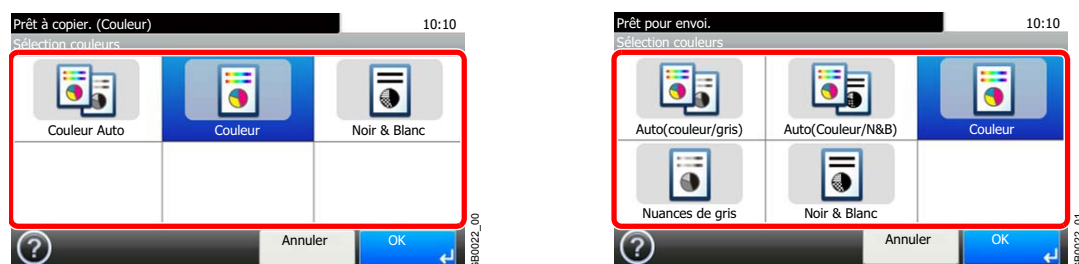 Prêt à copier. (Couleur) 10:10
Sélection couleurs
Couleur Auto Couleur Noir & Blanc
Annuler OK
Prêt pour envoi. 10:10
Sélection couleurs
Auto(couleur/gris) Auto(Couleur/N&B) Couleur
Nuances de gris Noir & Blanc
Annuler OK